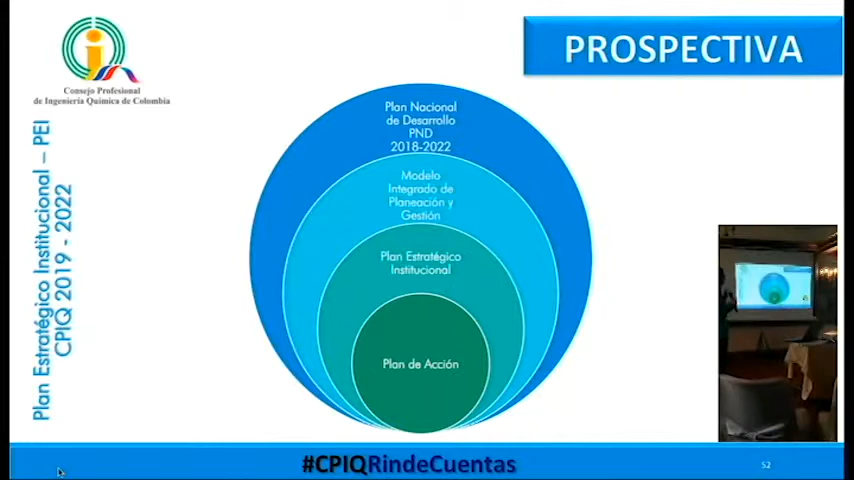 Consejo Profesional
de Ingeniería Química de Colombia
PROSPECTIVA
Plan Estratégico Institucional – PEI
CPIQ 2019 - 2022
Plan Nacional
de Desarrollo
PND
2018-2022
Modelo
Integrado de
Planeación y
Gestión
Plan Estratégico
Institucional
Plan de Acción
#CPIQRindeCuentas
52